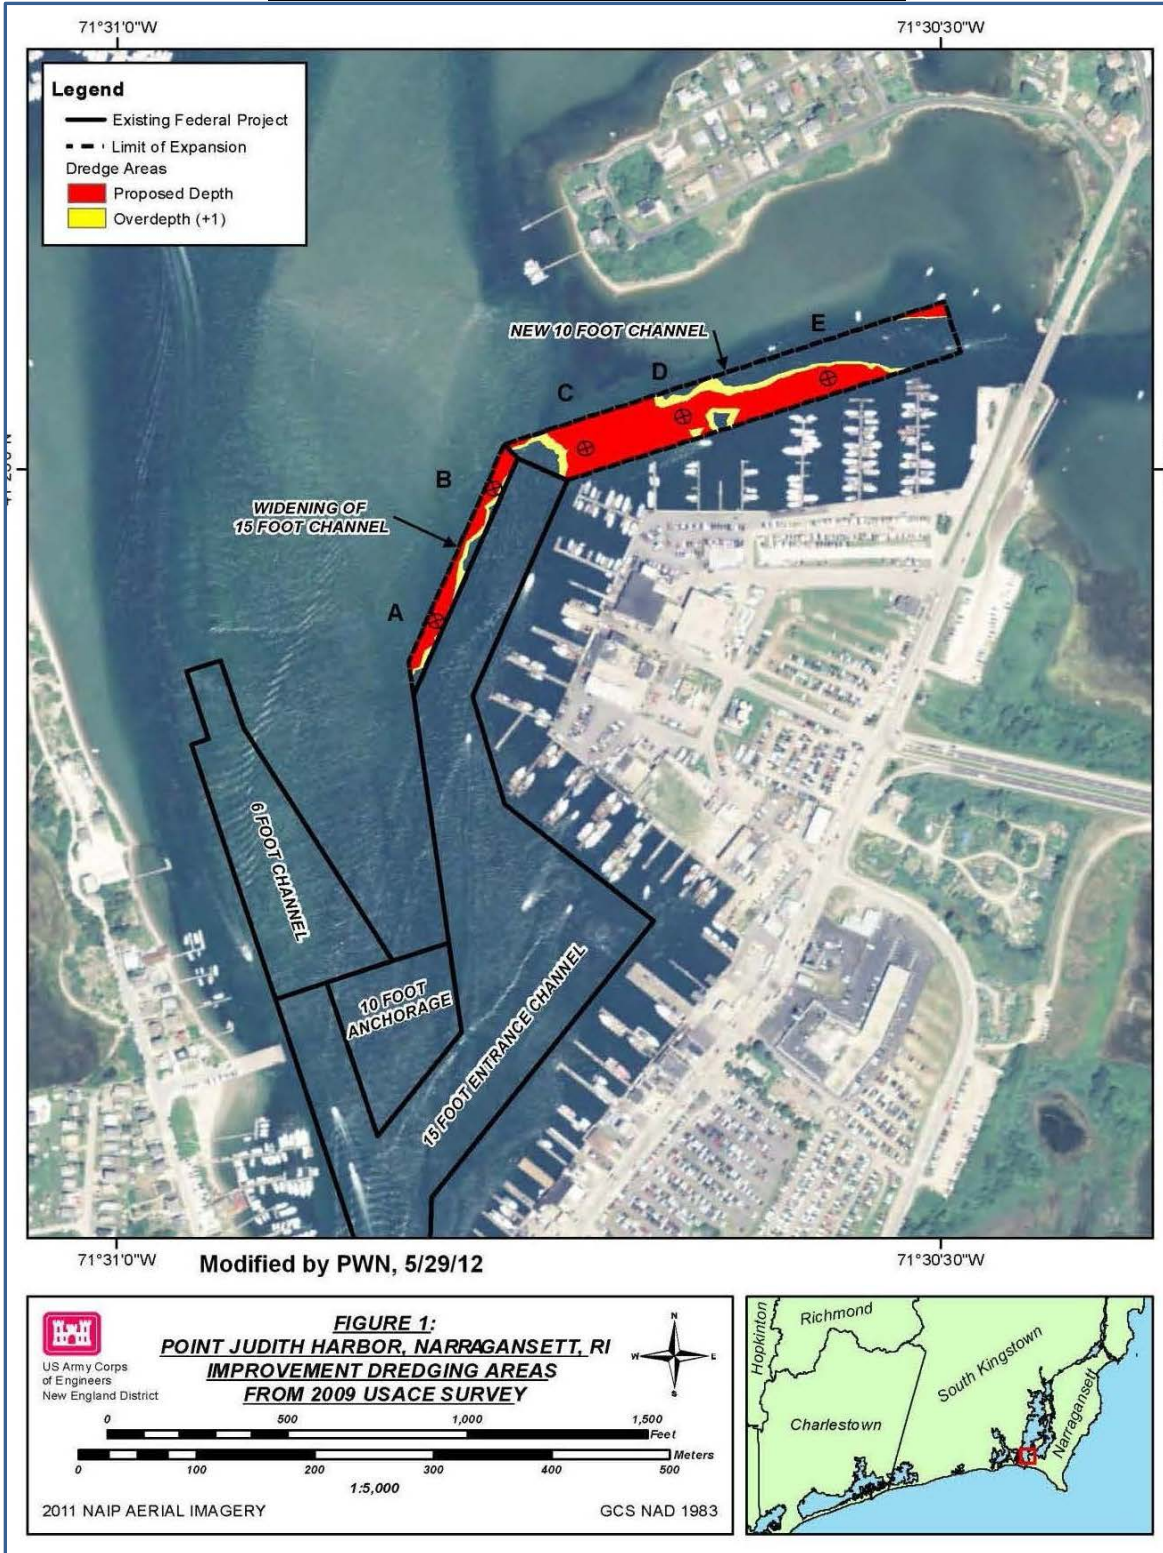 71°31'0"W
71°30'30"W
Legend
Existing Federal Project
Limit of Expansion
Dredge Areas
Proposed Depth
Overdepth (+1)
NEW 10 FOOT CHANNEL
E
D
C
B
WIDENING OF
15 FOOT CHANNEL
A
6 FOOT CHANNEL
10 FOOT
ANCHORAGE
15 FOOT ENTRANCE CHANNEL
71°31'0"W
71°30'30"W
Modified by PWN, 5/29/12
US Army Corps
of Engineers
New England District
FIGURE 1:
POINT JUDITH HARBOR, NARRAGANSETT, RI
IMPROVEMENT DREDGING AREAS
FROM 2009 USACE SURVEY
N
W
E
S
0 500 1,000 1,500
Feet
Meters
0 100 200 300 400 500
1:5,000
2011 NAIP AERIAL IMAGERY
GCS NAD 1983
Hopkinton
Richmond
South Kingstown
Charlestown
Narragansett